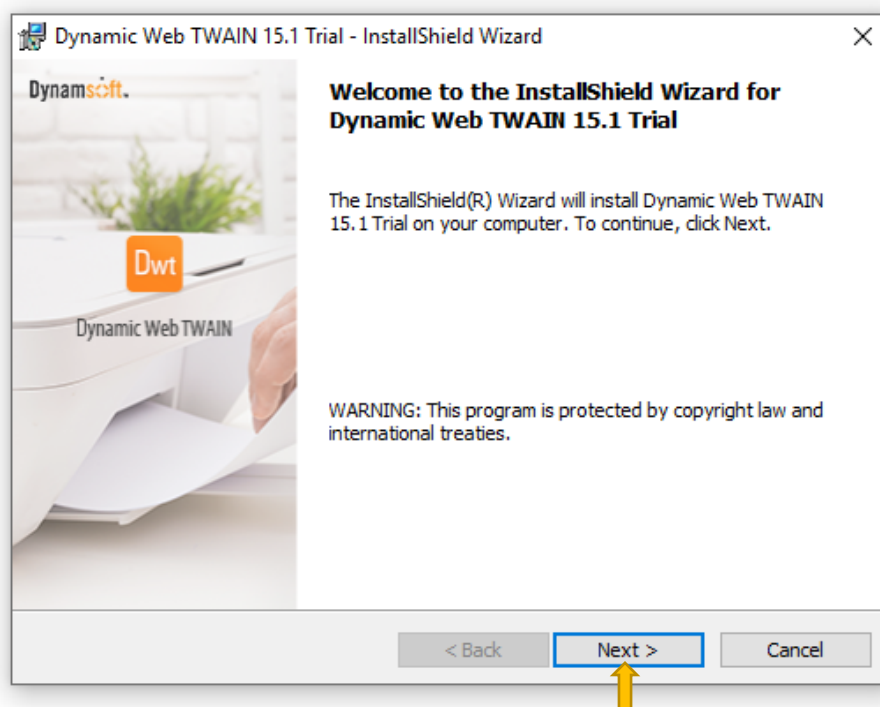 Dynamic Web TWAIN 15.1 Trial - InstallShield Wizard
Dynamsoft.
Welcome to the InstallShield Wizard for
Dynamic Web TWAIN 15.1 Trial
The InstallShield(R) Wizard will install Dynamic Web TWAIN
15.1 Trial on your computer. To continue, click Next.
Dwt
Dynamic Web TWAIN
WARNING: This program is protected by copyright law and
international treaties.
< Back
Next >
Cancel